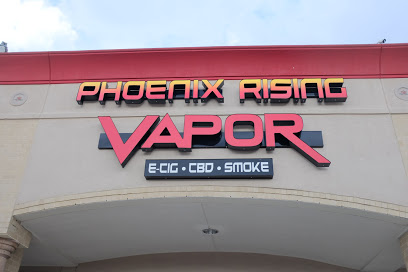 PHOENIX RISING
VAPOR
E-CIG • CBD • SMOKE